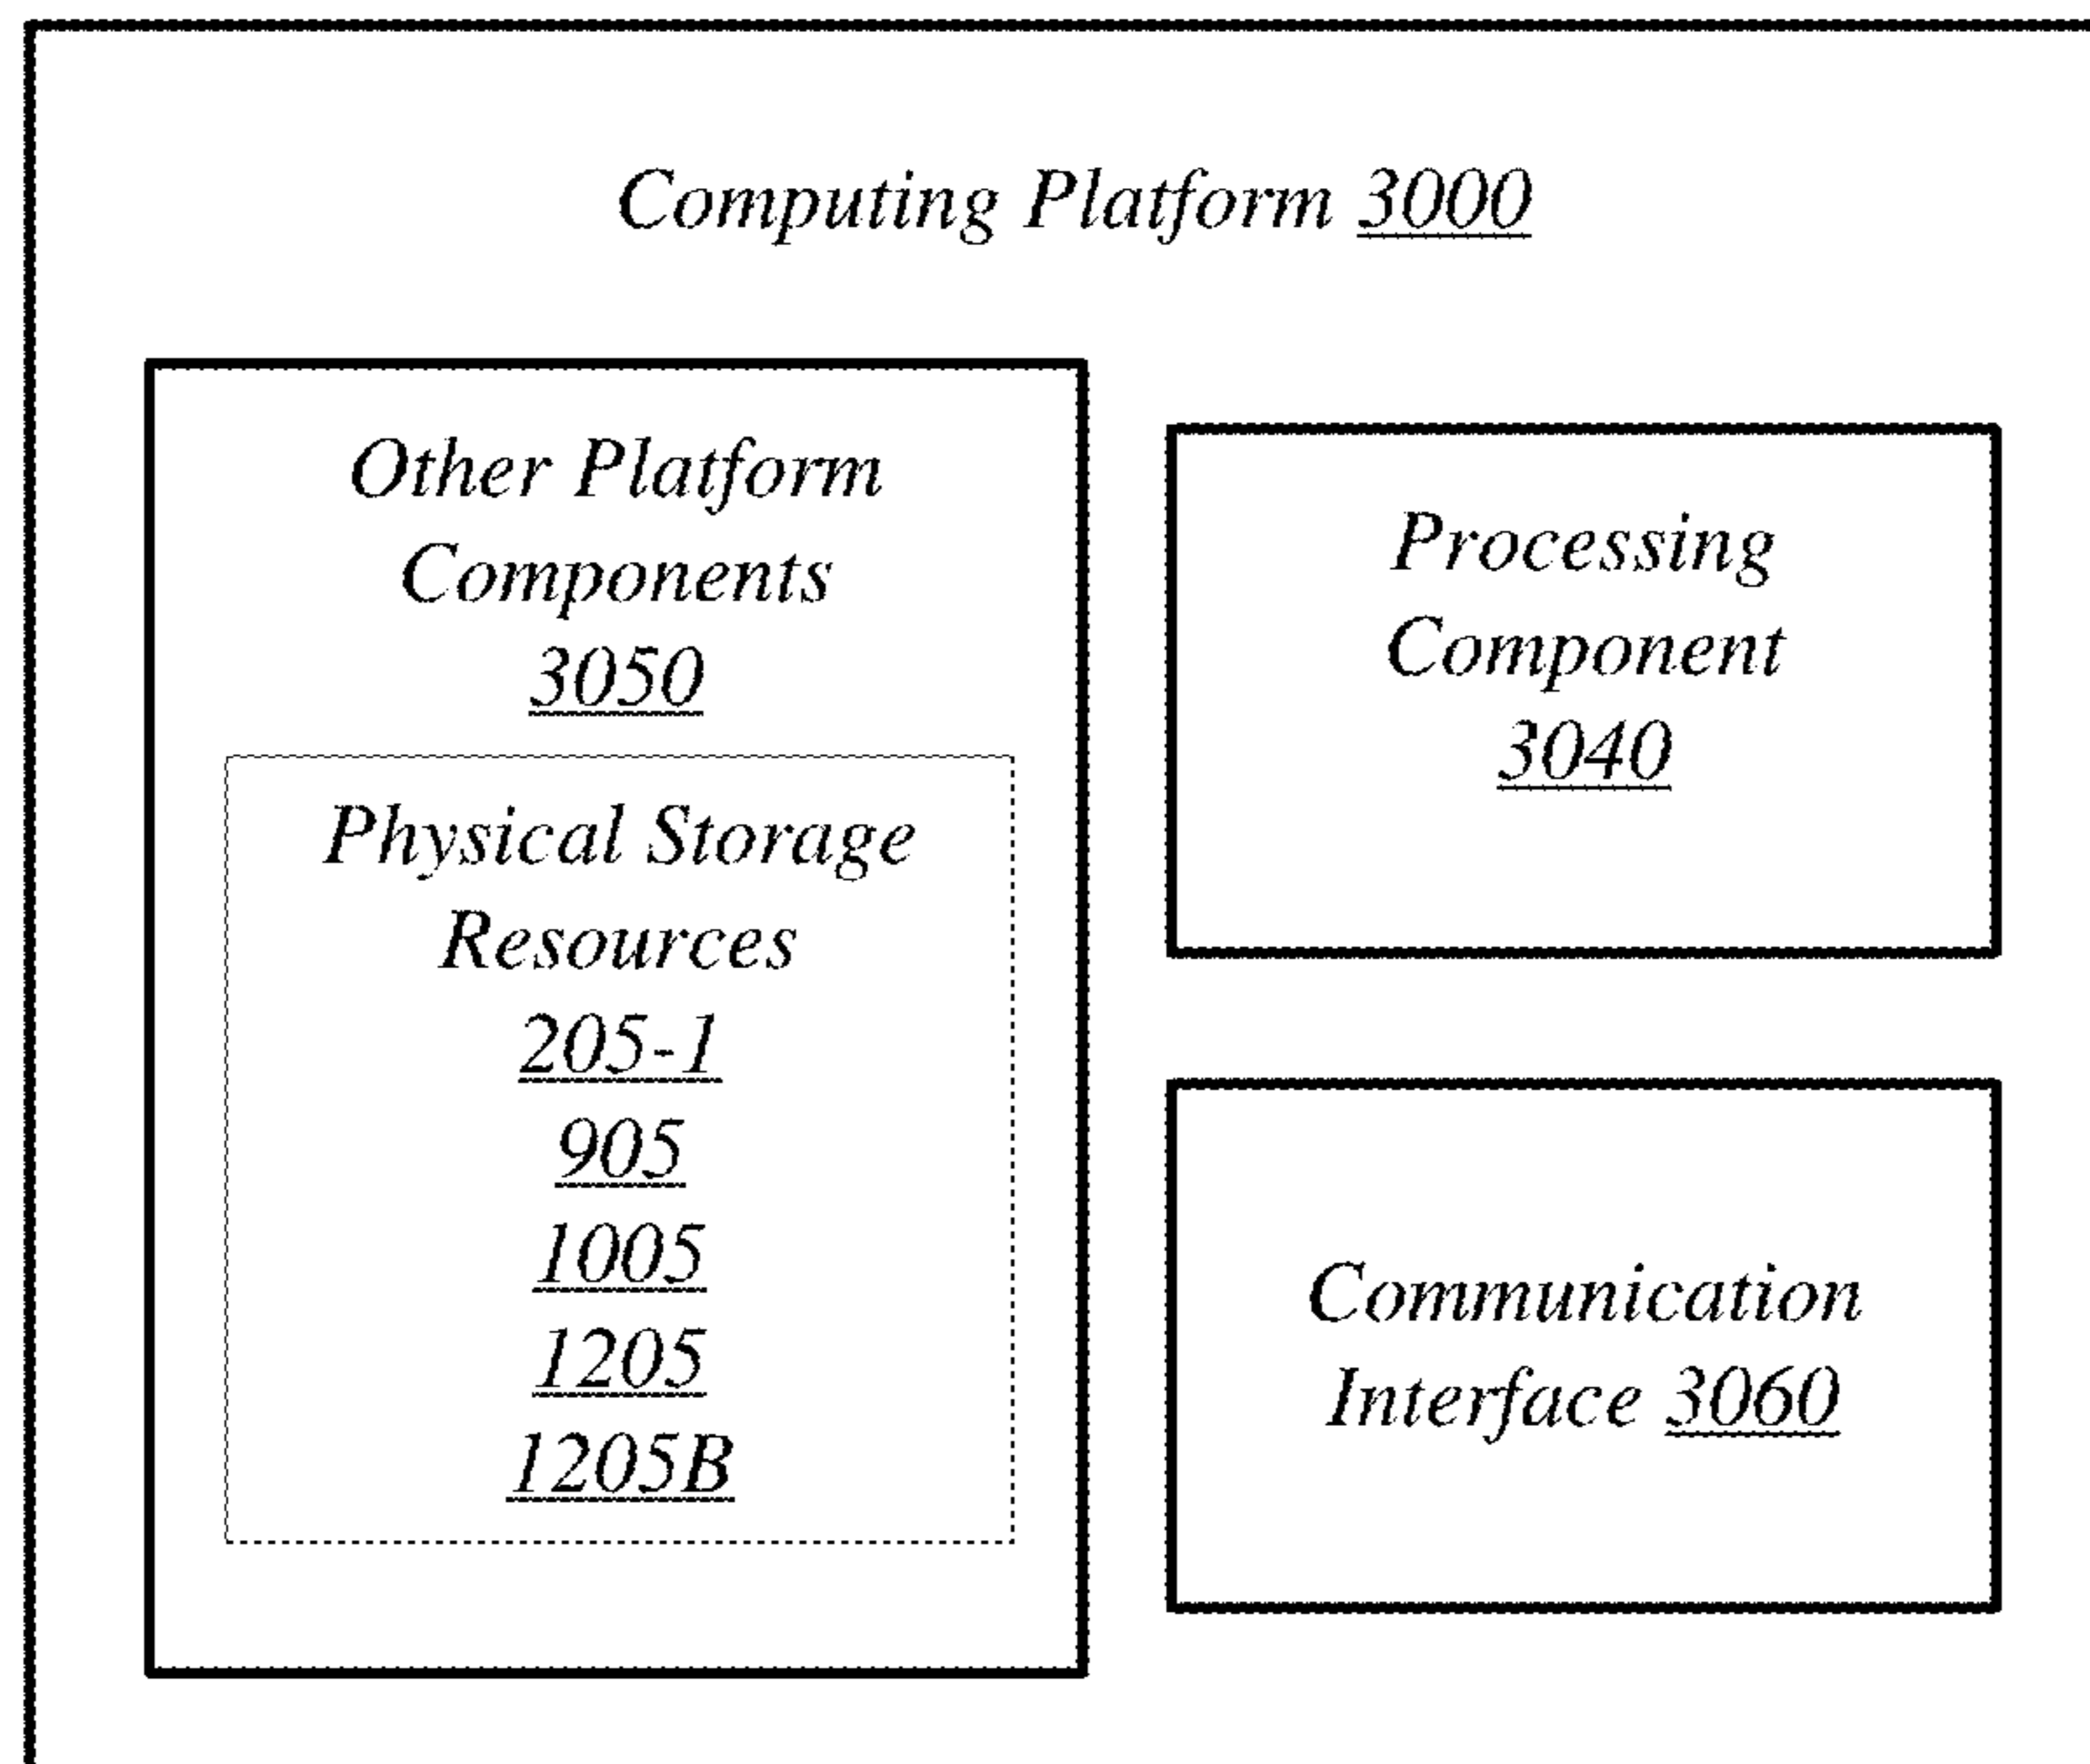 Computing Platform 3000
Other Platform
Components
3050
Physical Storage
Resources
205-1
905
1005
1205
1205B
Processing
Component
3040
Communication
Interface 3060